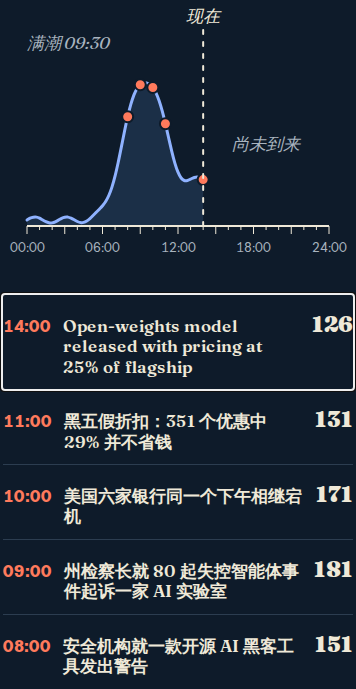 现在
满潮 09:30
尚未到来
00:00 06:00 12:00 18:00 24:00
14:00 Open-weights model 126
released with pricing at
25% of flagship
11:00 黑五假折扣：351 个优惠中 131
29% 并不省钱
10:00 美国六家银行同一个下午相继宕 171
机
09:00 州检察长就 80 起失控智能体事 181
件起诉一家 AI 实验室
08:00 安全机构就一款开源 AI 黑客工 151
具发出警告